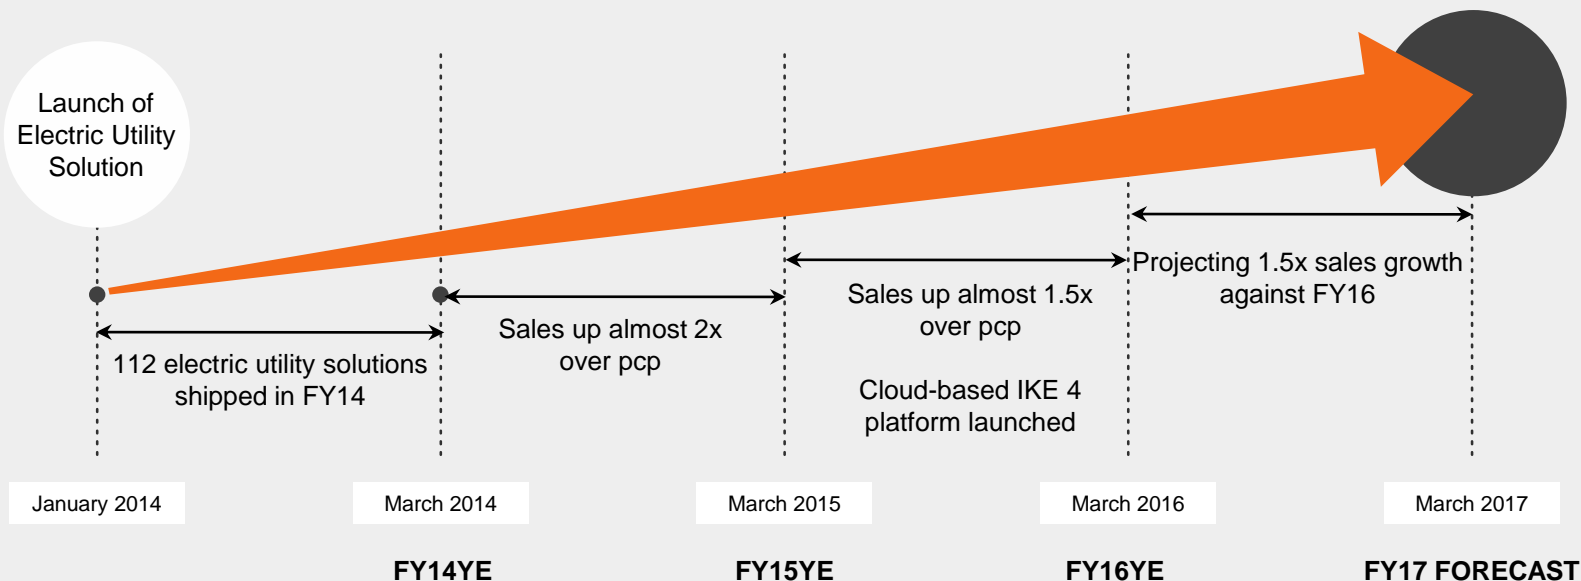 Launch of
Electric Utility
Solution
112 electric utility solutions
shipped in FY14
Sales up almost 2x
over pcp
Sales up almost 1.5x
over pcp
Cloud-based IKE 4
platform launched
Projecting 1.5x sales growth
against FY16
January 2014
March 2014
March 2015
March 2016
March 2017
FY14YE
FY15YE
FY16YE
FY17 FORECAST